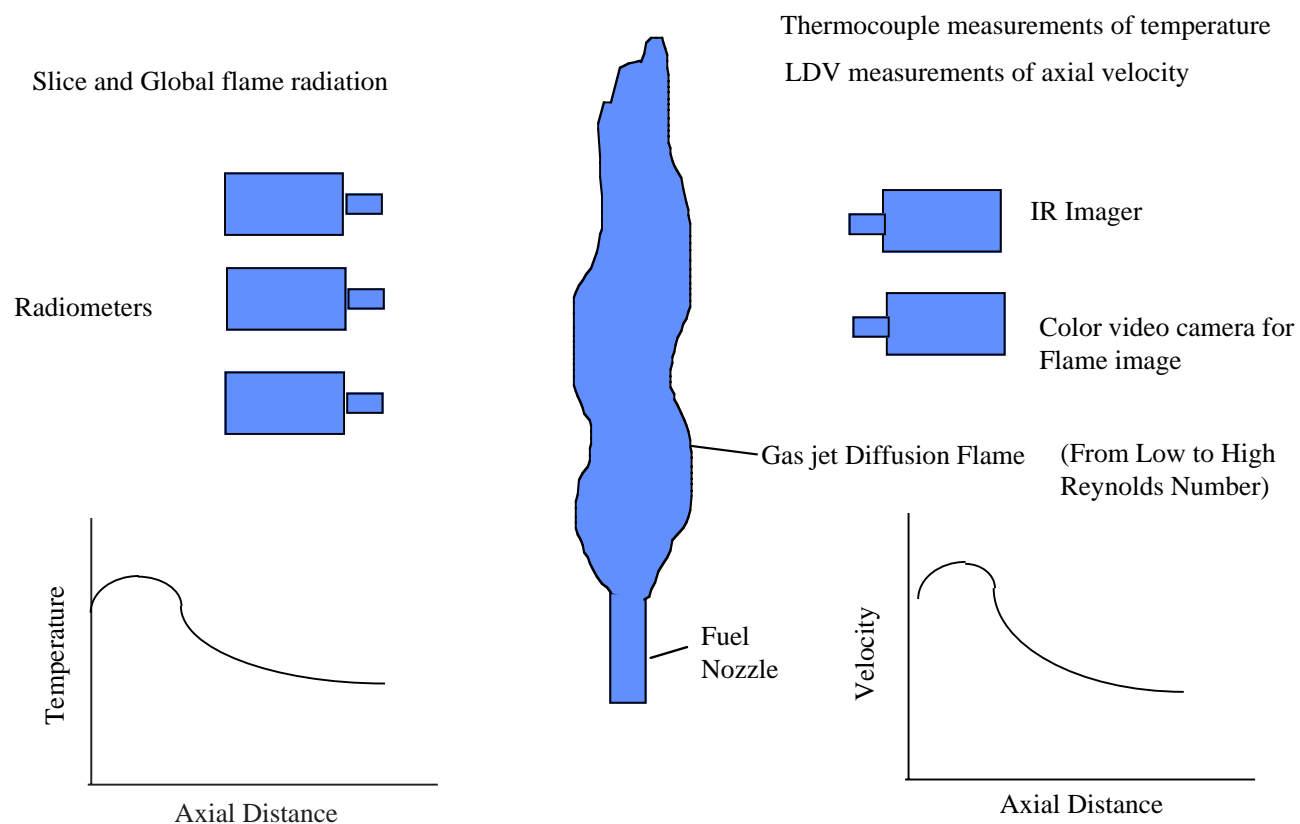 Thermocouple measurements of temperature
LDV measurements of axial velocity
Slice and Global flame radiation
Radiometers
IR Imager
Color video camera for
Flame image
Gas jet Diffusion Flame
(From Low to High
Reynolds Number)
Fuel
Nozzle
Temperature
Axial Distance
Velocity
Axial Distance